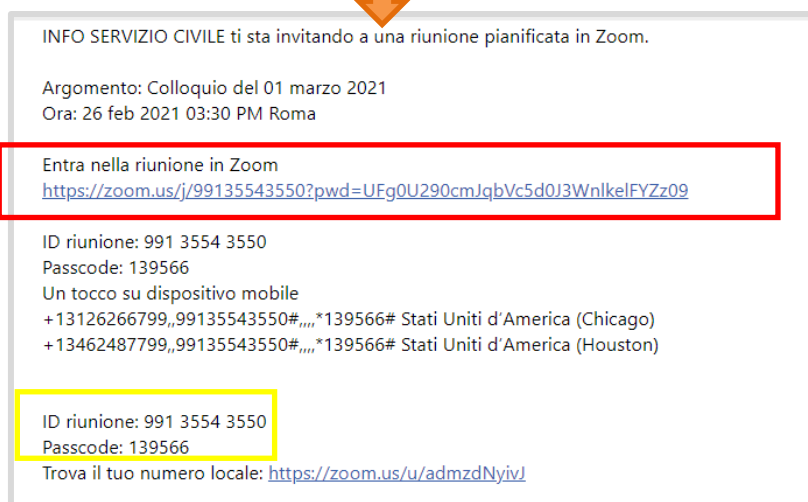 INFO SERVIZIO CIVILE ti sta invitando a una riunione pianificata in Zoom.
Argomento: Colloquio del 01 marzo 2021
Ora: 26 feb 2021 03:30 PM Roma
Entra nella riunione in Zoom
https://zoom.us/j/99135543550?pwd=UFg0U290cmJqbVc5d0J3WnlkelFYZz09
ID riunione: 991 3554 3550
Passcode: 139566
Un tocco su dispositivo mobile
+13126266799,,99135543550#,,,,*139566# Stati Uniti d'America (Chicago)
+13462487799,,99135543550#,,,,*139566# Stati Uniti d'America (Houston)
ID riunione: 991 3554 3550
Passcode: 139566
Trova il tuo numero locale: https://zoom.us/u/admzdNyivJ